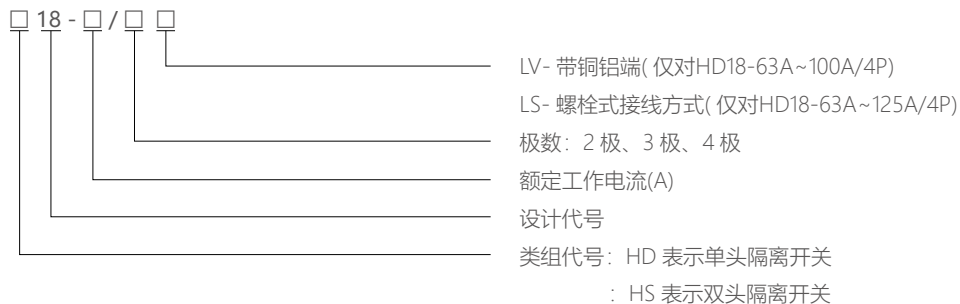 □ 18 - □ / □ □
LV- 带铜铝端( 仅对HD18-63A~100A/4P)
LS- 螺栓式接线方式( 仅对HD18-63A~125A/4P)
极数：2 极、3 极、4 极
额定工作电流(A)
设计代号
类组代号：HD 表示单头隔离开关
：HS 表示双头隔离开关